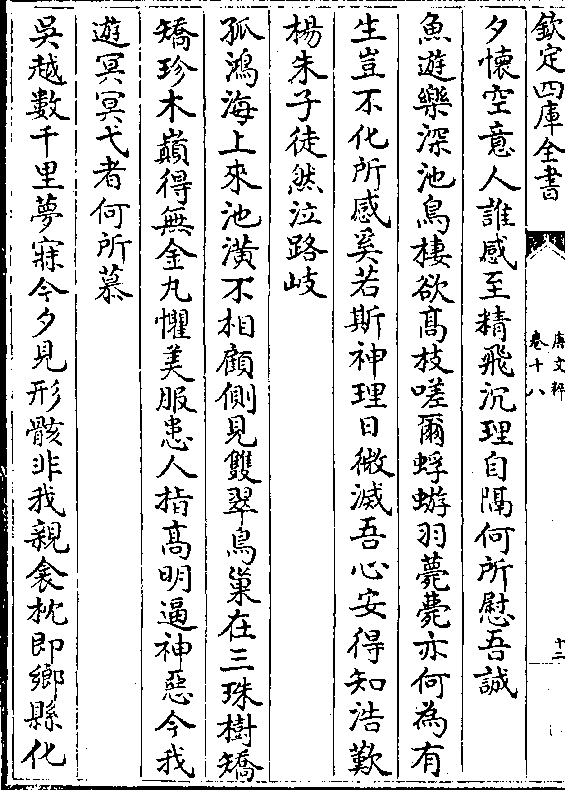 欽定四庫全書
唐文粹
卷十八
十二
夕懷空意人誰感至精飛沉理自隔何所慰吾誠
魚遊樂深池鳥棲欲髙枝嗟爾蜉蝣羽薨薨亦何為有
生豈不化所感奚若斯神理日微滅吾心安得知浩歎
楊朱子徒然泣路岐
孤鴻海上來池潢不相顧側見雙翠鳥巢在三珠樹矯
矯珍木巔得無金丸懼美服患人指髙明逼神惡今我
遊冥冥弋者何所慕
吳越數千里夢寐今夕見形骸非我親衾枕即鄉縣化